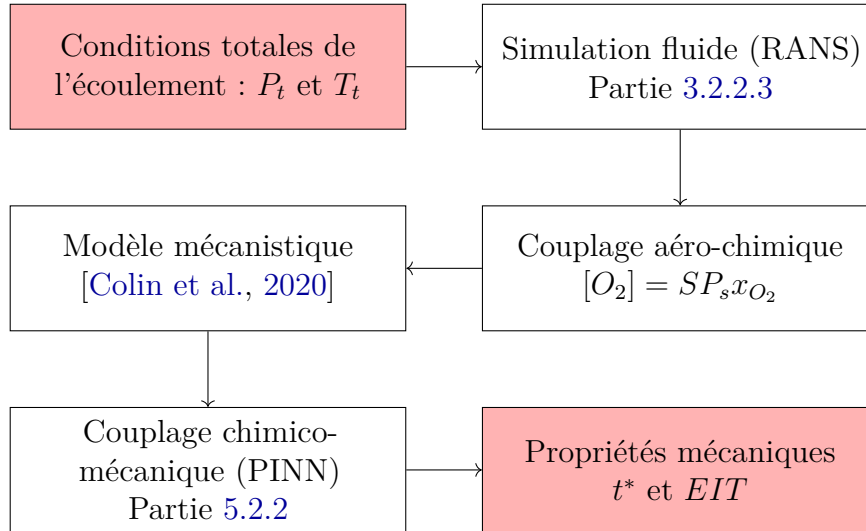 Conditions totales de
l'écoulement : $P_t$ et $T_t$
Simulation fluide (RANS)
Partie 3.2.2.3
Couplage aéro-chimique
$[O_2] = SP_s x_{O_2}$
Modèle mécanistique
[Colin et al., 2020]
Couplage chimico-
mécanique (PINN)
Partie 5.2.2
Propriétés mécaniques
$t^*$ et $EIT$